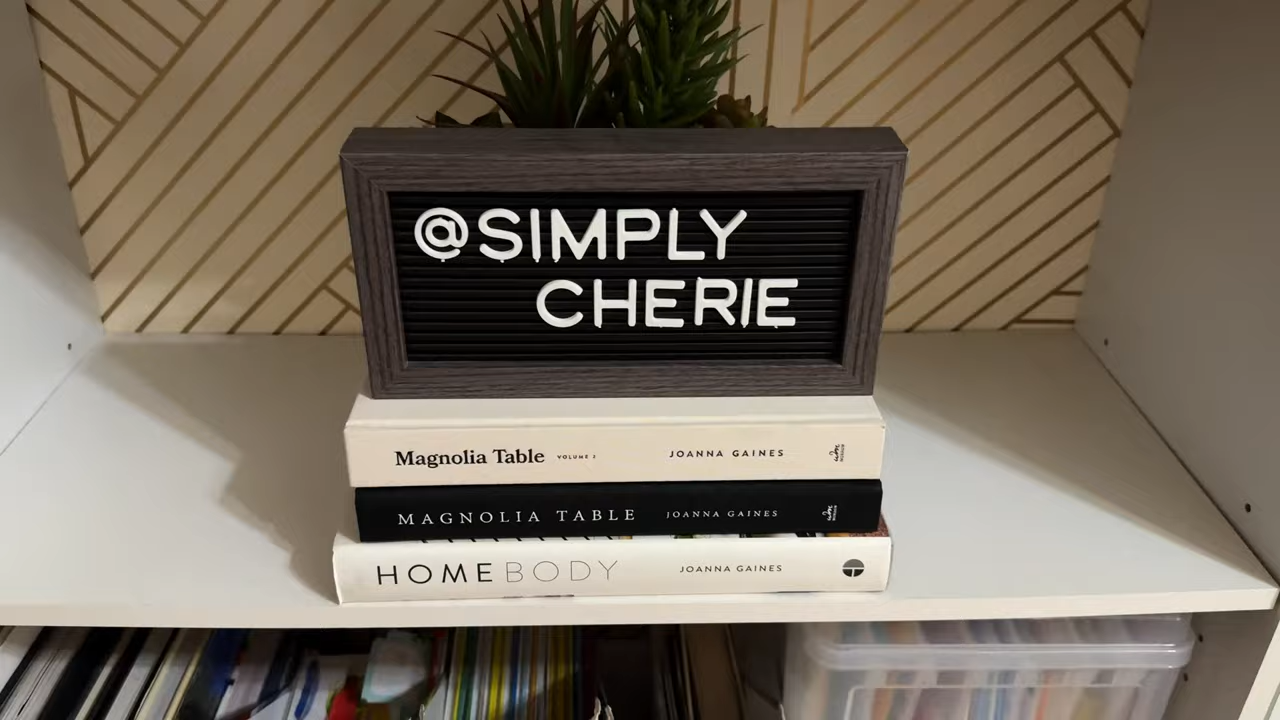 @SIMPLY
CHERIE
Magnolia Table VOLUME 2 JOANNA GAINES
MAGNOLIA TABLE JOANNA GAINES
HOMEBODY JOANNA GAINES